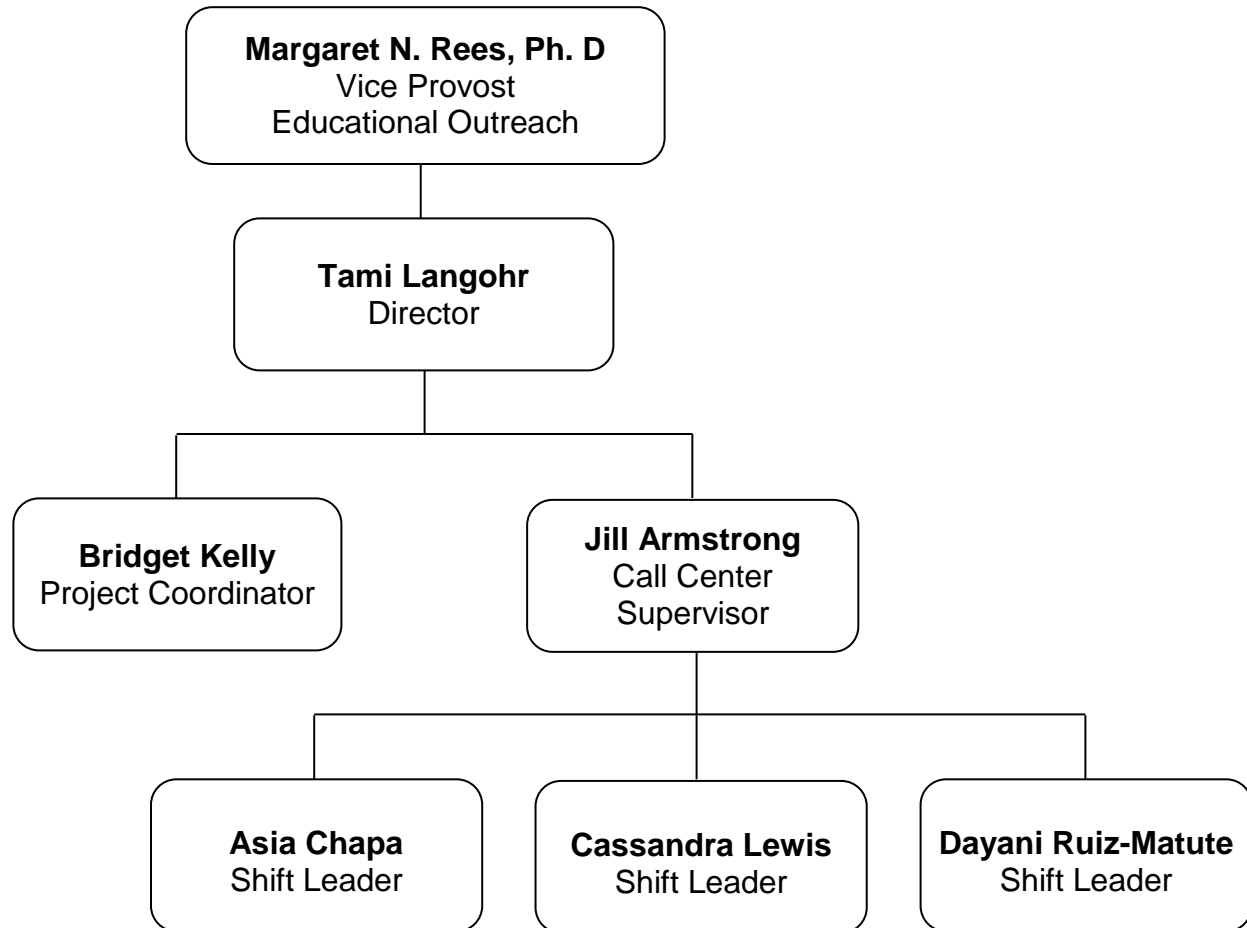 Margaret N. Rees, Ph. D
Vice Provost
Educational Outreach
Tami Langohr
Director
Bridget Kelly
Project Coordinator
Jill Armstrong
Call Center
Supervisor
Asia Chapa
Shift Leader
Cassandra Lewis
Shift Leader
Dayani Ruiz-Matute
Shift Leader